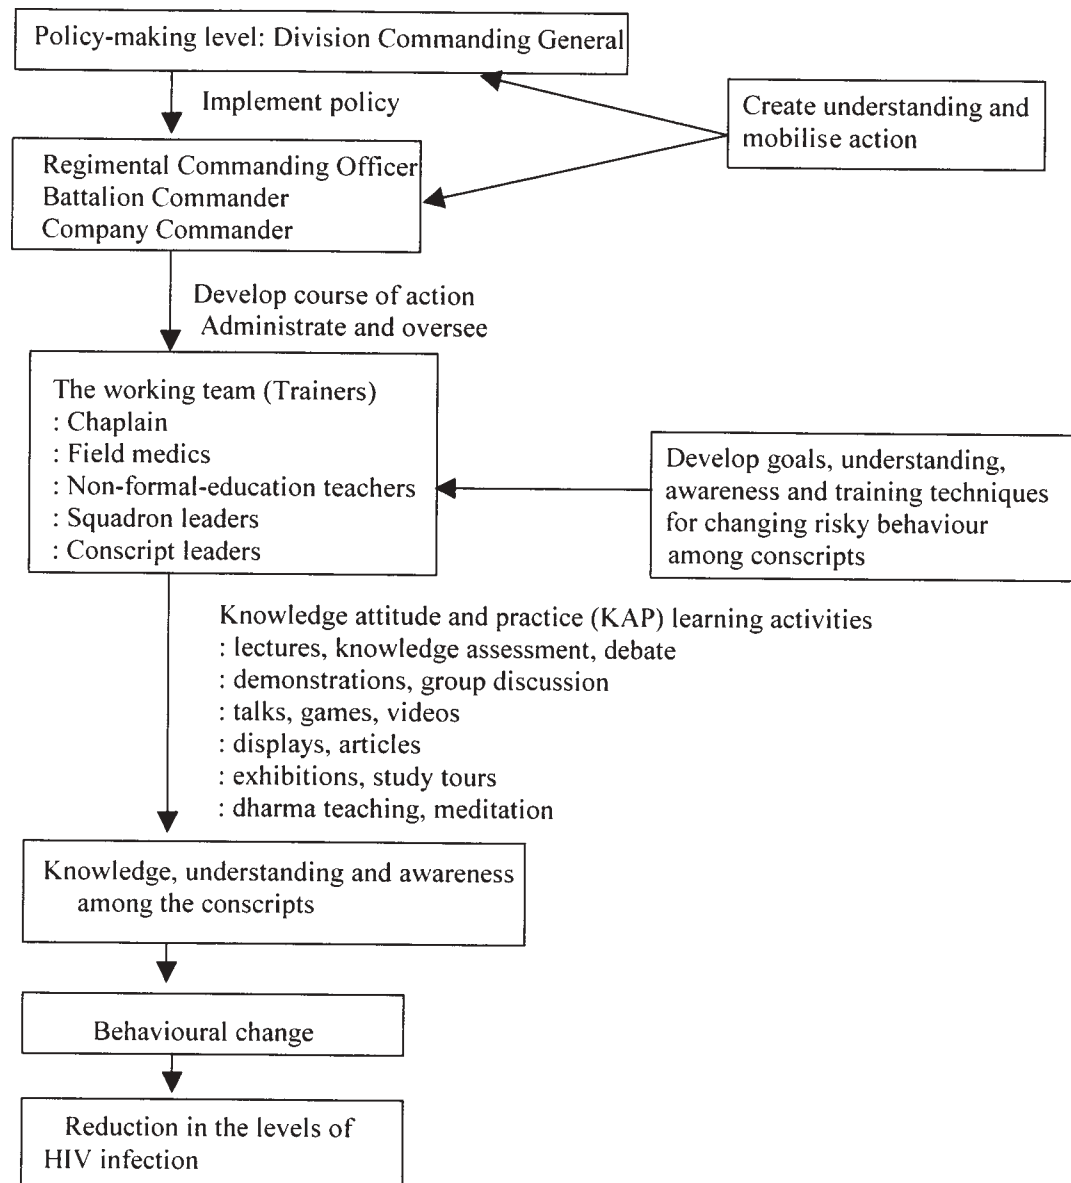 Policy-making level: Division Commanding General
Implement policy
Create understanding and
mobilise action
Regimental Commanding Officer
Battalion Commander
Company Commander
Develop course of action
Administrate and oversee
The working team (Trainers)
: Chaplain
: Field medics
: Non-formal-education teachers
: Squadron leaders
: Conscript leaders
Develop goals, understanding,
awareness and training techniques
for changing risky behaviour
among conscripts
Knowledge attitude and practice (KAP) learning activities
: lectures, knowledge assessment, debate
: demonstrations, group discussion
: talks, games, videos
: displays, articles
: exhibitions, study tours
: dharma teaching, meditation
Knowledge, understanding and awareness
among the conscripts
Behavioural change
Reduction in the levels of
HIV infection